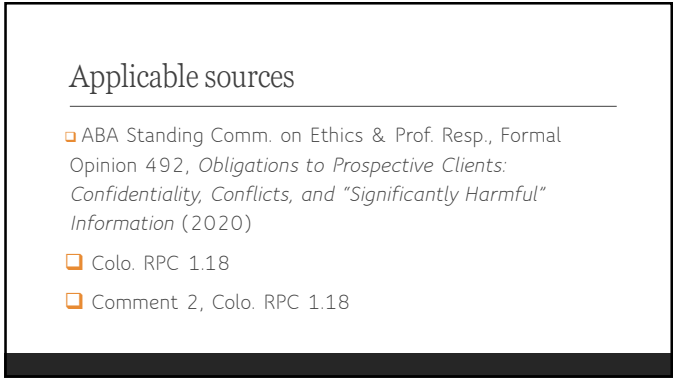 Applicable sources
ABA Standing Comm. on Ethics & Prof. Resp., Formal
Opinion 492, Obligations to Prospective Clients:
Confidentiality, Conflicts, and “Significantly Harmful”
Information (2020)
Colo. RPC 1.18
Comment 2, Colo. RPC 1.18